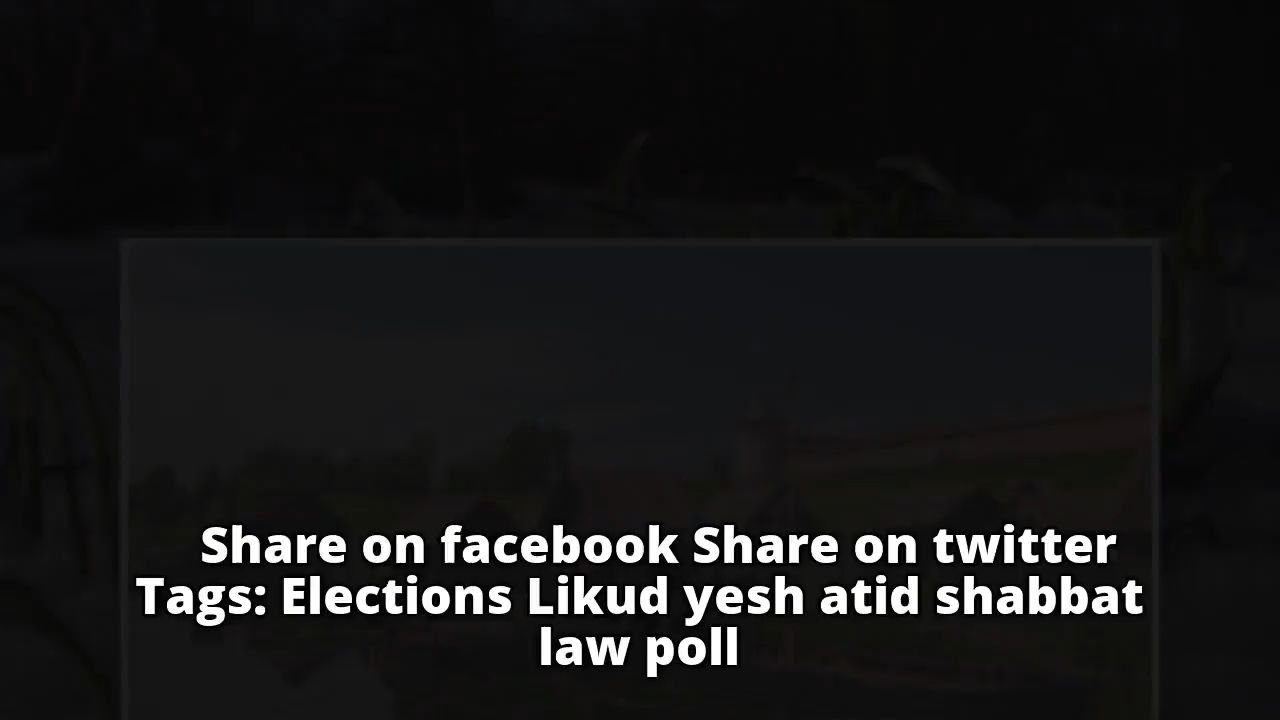 Share on facebook Share on twitter
Tags: Elections Likud yesh atid shabbat
law poll